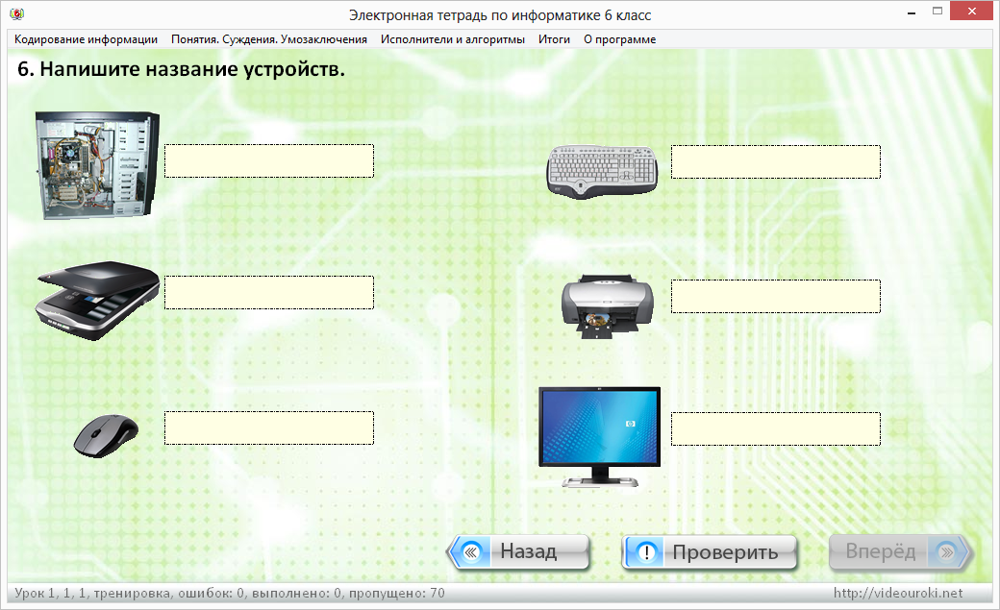 Электронная тетрадь по информатике 6 класс
Кодирование информации Понятия. Суждения. Умозаключения Исполнители и алгоритмы Итоги О программе
6. Напишите название устройств.
Назад
Проверить
Вперёд
Урок 1, 1, 1, тренировка, ошибок: 0, выполнено: 0, пропущено: 70
http://videouroki.net